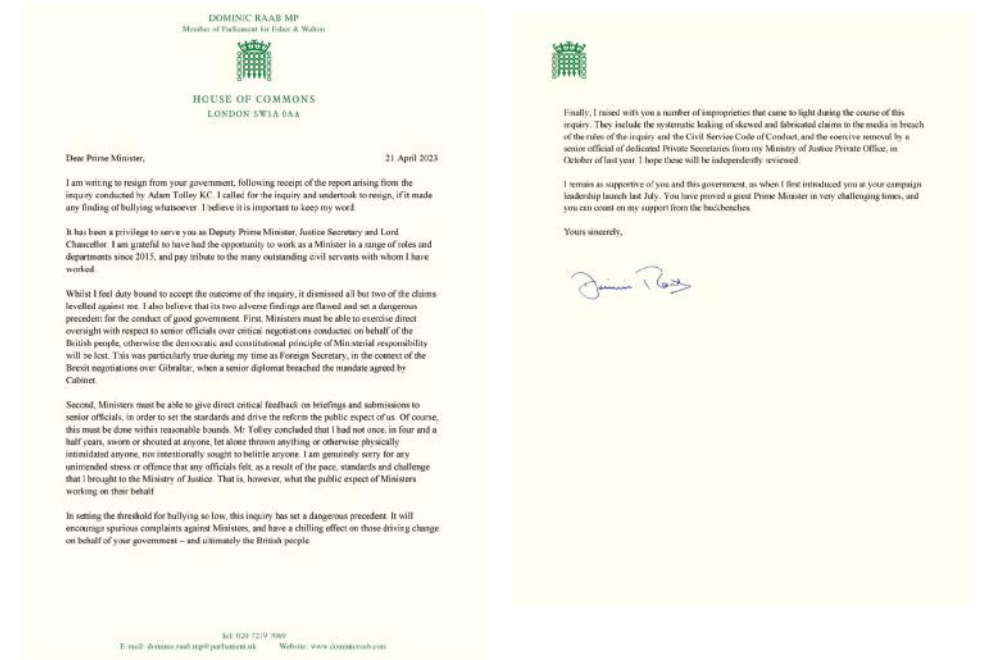 DOMINIC RAAB MP
Member of Parliament for Esher & Walton
HOUSE OF COMMONS
LONDON SW1A 0AA
Dear Prime Minister, 21 April 2023
I am writing to resign from your government, following receipt of the report arising from the
inquiry conducted by Adam Tolley KC. I called for the inquiry and undertook to resign, if it made
any finding of bullying whatsoever. I believe it is important to keep my word.
It has been a privilege to serve you as Deputy Prime Minister, Justice Secretary and Lord
Chancellor. I am grateful to have had the opportunity to work as a Minister in a range of roles and
departments since 2015, and pay tribute to the many outstanding civil servants with whom I have
worked.
Whilst I feel duty bound to accept the outcome of the inquiry, it dismissed all but two of the claims
levelled against me. I also believe that its two adverse findings are flawed and set a dangerous
precedent for the conduct of good government. First, Ministers must be able to exercise direct
oversight with respect to senior officials over critical negotiations conducted on behalf of the
British people, otherwise the democratic and constitutional principle of Ministerial responsibility
will be lost. This was particularly true during my time as Foreign Secretary, in the context of the
Brexit negotiations over Gibraltar, when a senior diplomat breached the mandate agreed by
Cabinet.
Second, Ministers must be able to give direct critical feedback on briefings and submissions to
senior officials, in order to set the standards and drive the reform the public expect of us. Of course,
this must be done within reasonable bounds. Mr Tolley concluded that I had not once, in four and a
half years, sworn or shouted at anyone, let alone thrown anything or otherwise physically
intimidated anyone, nor intentionally sought to belittle anyone. I am genuinely sorry for any
unintended stress or offence that any officials felt, as a result of the pace, standards and challenge
that I brought to the Ministry of Justice. That is, however, what the public expect of Ministers
working on their behalf.
In setting the threshold for bullying so low, this inquiry has set a dangerous precedent. It will
encourage spurious complaints against Ministers, and have a chilling effect on those driving change
on behalf of your government – and ultimately the British people.
Tel: 020 7219 7069
E-mail: dominic.raab.mp@parliament.uk Website: www.dominicraab.com
Finally, I raised with you a number of improprieties that came to light during the course of this
inquiry. They include the systematic leaking of skewed and fabricated claims to the media in breach
of the rules of the inquiry and the Civil Service Code of Conduct, and the coercive removal by a
senior official of dedicated Private Secretaries from my Ministry of Justice Private Office, in
October of last year. I hope these will be independently reviewed.
I remain as supportive of you and this government, as when I first introduced you at your campaign
leadership launch last July. You have proved a great Prime Minister in very challenging times, and
you can count on my support from the backbenches.
Yours sincerely,
Dominic Raab